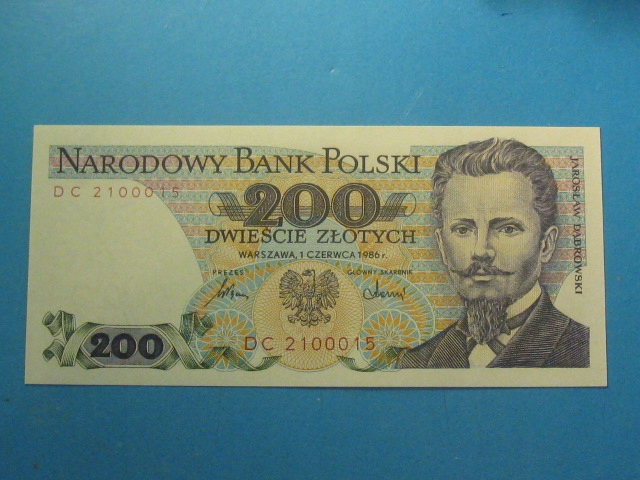 NARODOWY BANK POLSKI
DC 2100015
200
DWIEŚCIE ZŁOTYCH
WARSZAWA, 1 CZERWCA 1986 r.
PREZES
GŁÓWNY SKARBNIK
JAROSŁAW DĄBROWSKI
200
DC 2100015